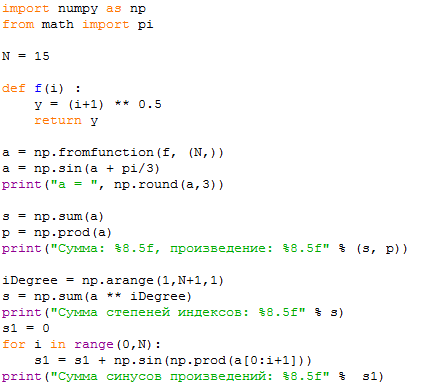 import numpy as np
from math import pi
N = 15
def f(i) :
    y = (i+1) ** 0.5
    return y
a = np.fromfunction(f, (N,))
a = np.sin(a + pi/3)
print("a = ", np.round(a,3))
s = np.sum(a)
p = np.prod(a)
print("Сумма: %8.5f, произведение: %8.5f" % (s, p))
iDegree = np.arange(1,N+1,1)
s = np.sum(a ** iDegree)
print("Сумма степеней индексов: %8.5f" % s)
s1 = 0
for i in range(0,N):
    s1 = s1 + np.sin(np.prod(a[0:i+1]))
print("Сумма синусов произведений: %8.5f" %  s1)